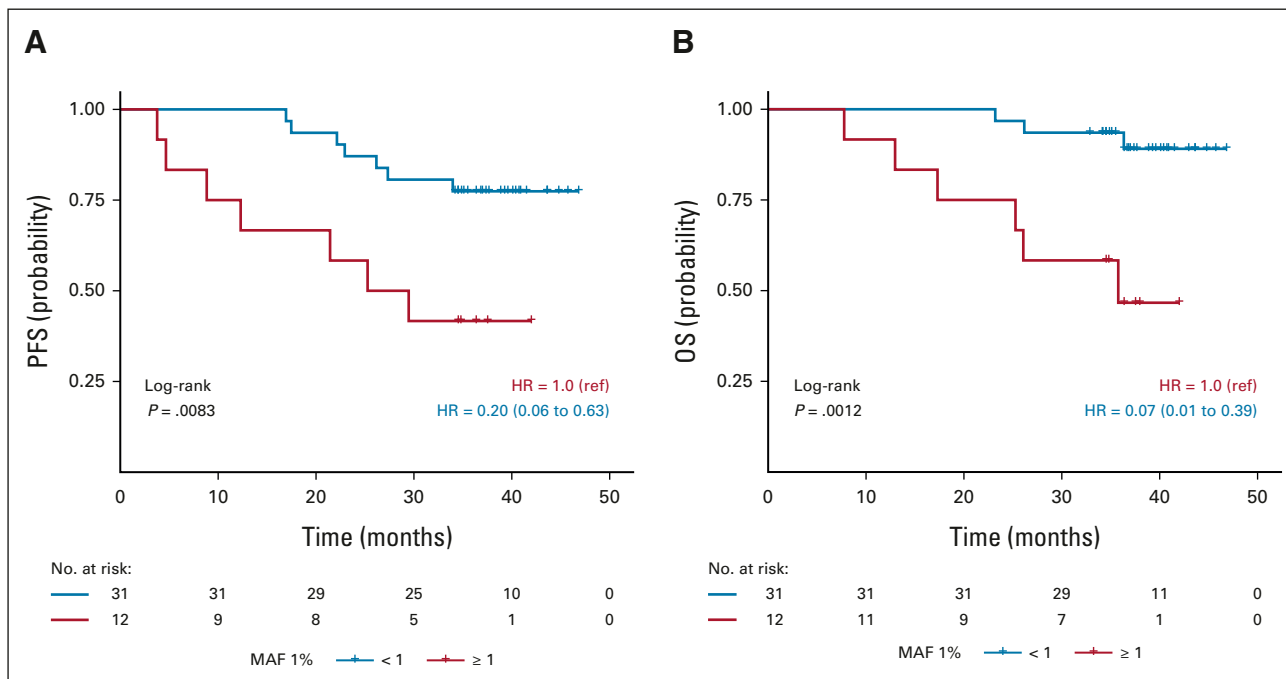 A
1.00
0.75
0.50
0.25
PFS (probability)
Log-rank
P = .0083
HR = 1.0 (ref)
HR = 0.20 (0.06 to 0.63)
0 10 20 30 40 50
Time (months)
No. at risk:
31 31 29 25 10 0
12 9 8 5 1 0
MAF 1% < 1 ≥ 1
B
1.00
0.75
0.50
0.25
OS (probability)
Log-rank
P = .0012
HR = 1.0 (ref)
HR = 0.07 (0.01 to 0.39)
0 10 20 30 40 50
Time (months)
No. at risk:
31 31 31 29 11 0
12 11 9 7 1 0
MAF 1% < 1 ≥ 1